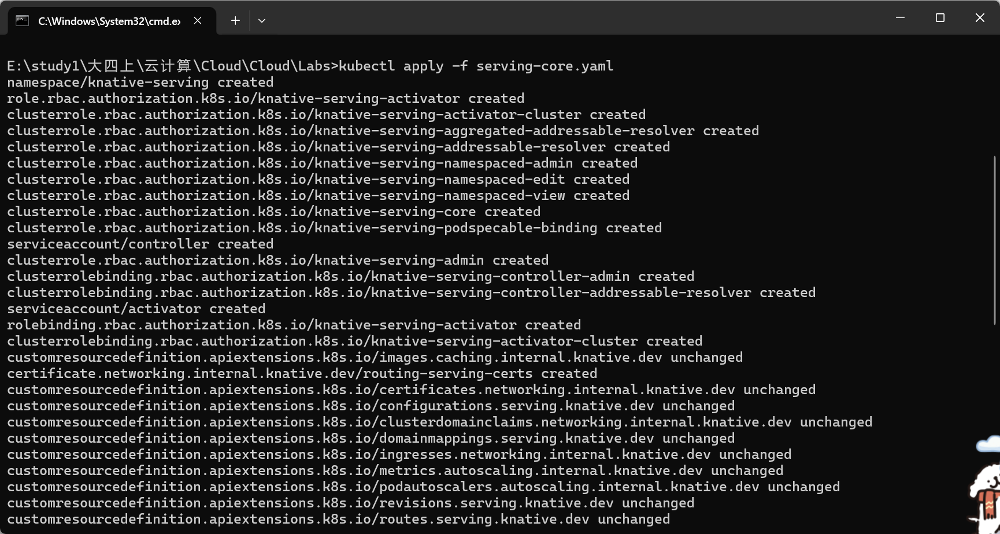 C:\Windows\System32\cmd.ex
E:\study1\大四上\云计算\Cloud\Cloud\Labs>kubectl apply -f serving-core.yaml
namespace/knative-serving created
role.rbac.authorization.k8s.io/knative-serving-activator created
clusterrole.rbac.authorization.k8s.io/knative-serving-activator-cluster created
clusterrole.rbac.authorization.k8s.io/knative-serving-aggregated-addressable-resolver created
clusterrole.rbac.authorization.k8s.io/knative-serving-addressable-resolver created
clusterrole.rbac.authorization.k8s.io/knative-serving-namespaced-admin created
clusterrole.rbac.authorization.k8s.io/knative-serving-namespaced-edit created
clusterrole.rbac.authorization.k8s.io/knative-serving-namespaced-view created
clusterrole.rbac.authorization.k8s.io/knative-serving-core created
clusterrole.rbac.authorization.k8s.io/knative-serving-podspecable-binding created
serviceaccount/controller created
clusterrole.rbac.authorization.k8s.io/knative-serving-admin created
clusterrolebinding.rbac.authorization.k8s.io/knative-serving-controller-admin created
clusterrolebinding.rbac.authorization.k8s.io/knative-serving-controller-addressable-resolver created
serviceaccount/activator created
rolebinding.rbac.authorization.k8s.io/knative-serving-activator created
clusterrolebinding.rbac.authorization.k8s.io/knative-serving-activator-cluster created
customresourcedefinition.apiextensions.k8s.io/images.caching.internal.knative.dev unchanged
certificate.networking.internal.knative.dev/routing-serving-certs created
customresourcedefinition.apiextensions.k8s.io/certificates.networking.internal.knative.dev unchanged
customresourcedefinition.apiextensions.k8s.io/configurations.serving.knative.dev unchanged
customresourcedefinition.apiextensions.k8s.io/clusterdomainclaims.networking.internal.knative.dev unchanged
customresourcedefinition.apiextensions.k8s.io/domainmappings.serving.knative.dev unchanged
customresourcedefinition.apiextensions.k8s.io/ingresses.networking.internal.knative.dev unchanged
customresourcedefinition.apiextensions.k8s.io/metrics.autoscaling.internal.knative.dev unchanged
customresourcedefinition.apiextensions.k8s.io/podautoscalers.autoscaling.internal.knative.dev unchanged
customresourcedefinition.apiextensions.k8s.io/revisions.serving.knative.dev unchanged
customresourcedefinition.apiextensions.k8s.io/routes.serving.knative.dev unchanged